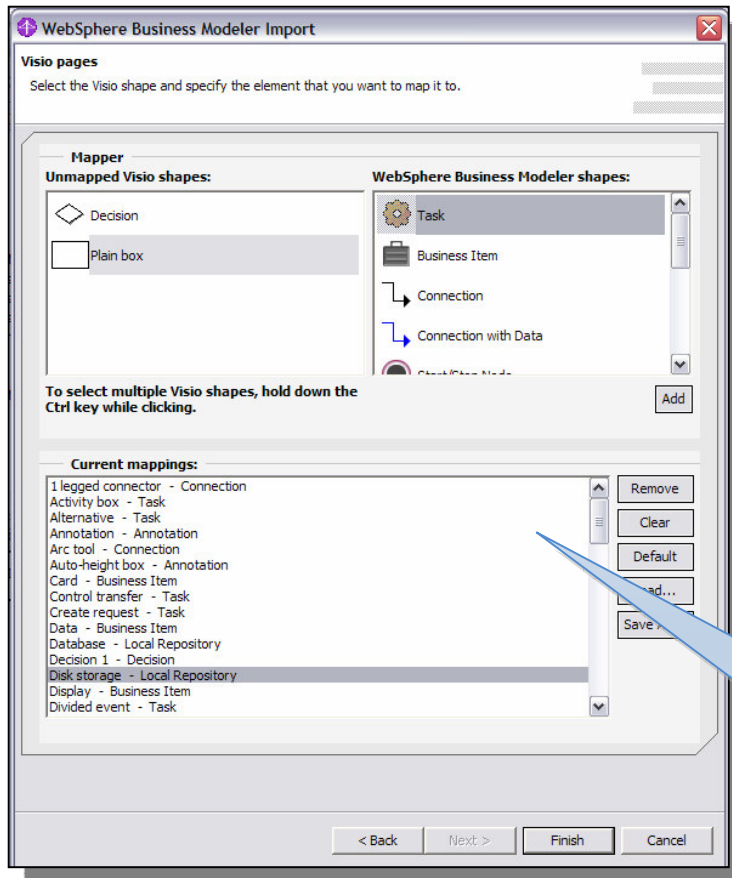 WebSphere Business Modeler Import
Visio pages
Select the Visio shape and specify the element that you want to map it to.
Mapper
Unmapped Visio shapes:
Decision
Plain box
WebSphere Business Modeler shapes:
Task
Business Item
Connection
Connection with Data
To select multiple Visio shapes, hold down the
Ctrl key while clicking.
Add
Current mappings:
1 legged connector - Connection
Activity box - Task
Alternative - Task
Annotation - Annotation
Arc tool - Connection
Auto-height box - Annotation
Card - Business Item
Control transfer - Task
Create request - Task
Data - Business Item
Database - Local Repository
Decision 1 - Decision
Disk storage - Local Repository
Display - Business Item
Divided event - Task
Remove
Clear
Default
Save
< Back
Next >
Finish
Cancel